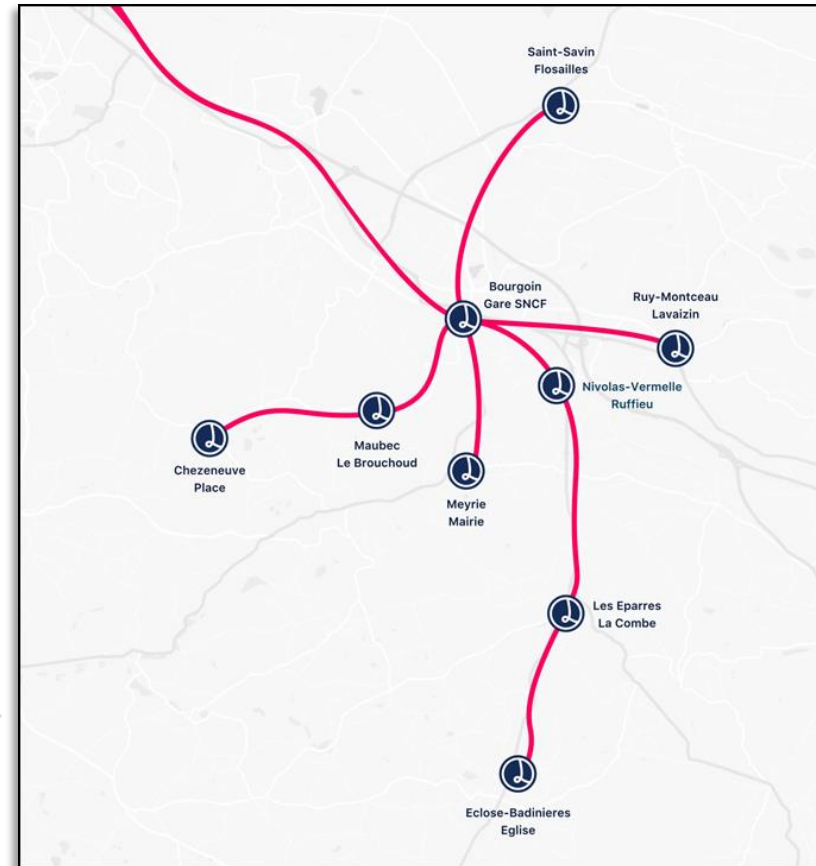 Saint-Savin
Flosailles
Bourgoin
Gare SNCF
Ruy-Montceau
Lavaizin
Nivolas-Vermelle
Ruffieu
Maubec
Le Brouchoud
Chezeneuve
Place
Meyrie
Mairie
Les Eparres
La Combe
Eclose-Badinieres
Eglise